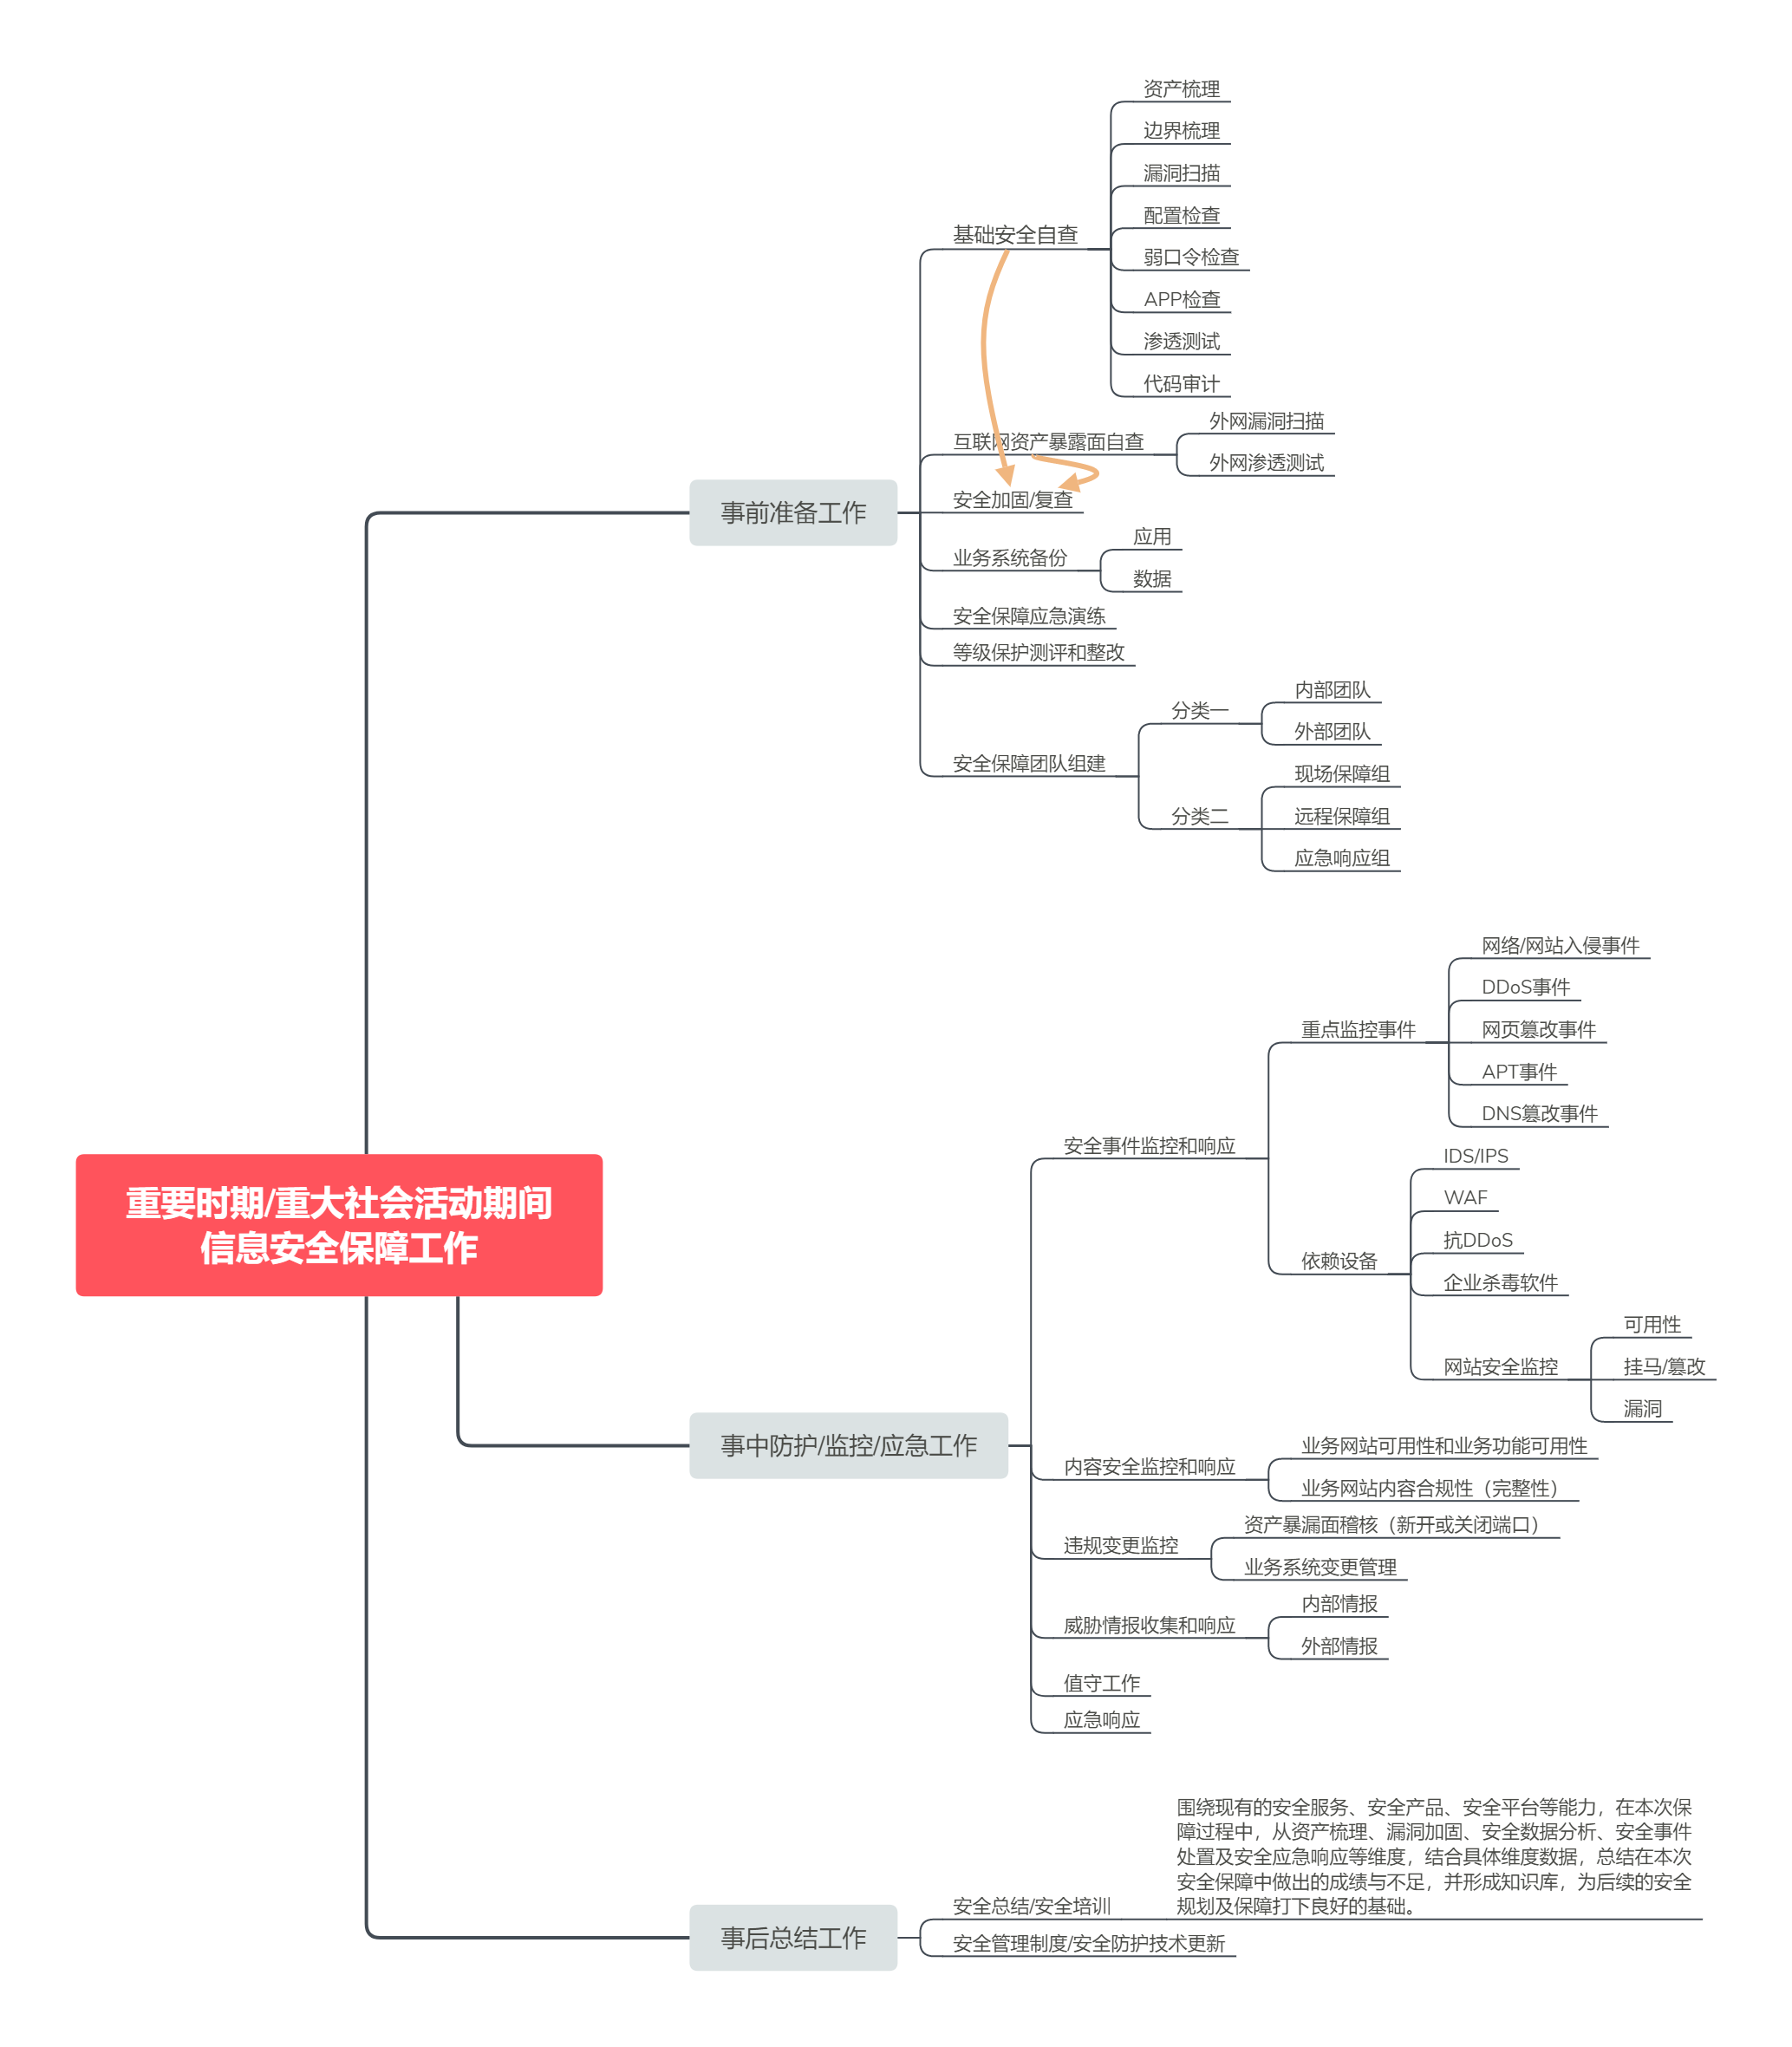 重要时期/重大社会活动期间
信息安全保障工作
事前准备工作
基础安全自查
资产梳理
边界梳理
漏洞扫描
配置检查
弱口令检查
APP检查
渗透测试
代码审计
互联网资产暴露面自查
外网漏洞扫描
外网渗透测试
安全加固/复查
业务系统备份
应用
数据
安全保障应急演练
等级保护测评和整改
安全保障团队组建
分类一
内部团队
外部团队
分类二
现场保障组
远程保障组
应急响应组
事中防护/监控/应急工作
安全事件监控和响应
重点监控事件
网络/网站入侵事件
DDoS事件
网页篡改事件
APT事件
DNS篡改事件
依赖设备
IDS/IPS
WAF
抗DDoS
企业杀毒软件
网站安全监控
可用性
挂马/篡改
漏洞
内容安全监控和响应
业务网站可用性和业务功能可用性
业务网站内容合规性（完整性）
违规变更监控
资产暴漏面稽核（新开或关闭端口）
业务系统变更管理
威胁情报收集和响应
内部情报
外部情报
值守工作
应急响应
事后总结工作
安全总结/安全培训
围绕现有的安全服务、安全产品、安全平台等能力，在本次保
障过程中，从资产梳理、漏洞加固、安全数据分析、安全事件
处置及安全应急响应等维度，结合具体维度数据，总结在本次
安全保障中做出的成绩与不足，并形成知识库，为后续的安全
规划及保障打下良好的基础。
安全管理制度/安全防护技术更新